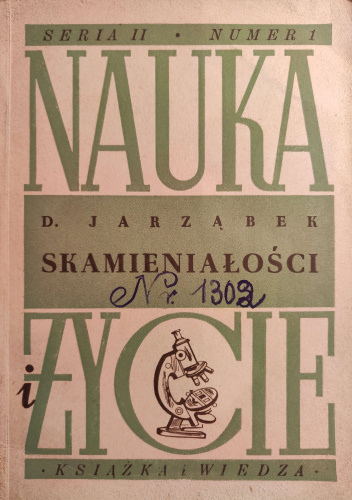 SERIA II • NUMER 1
NAUKA
D. JARZĄBEK
SKAMIENIAŁOŚCI
Nr. 1302
i ŻYCIE
• KSIĄŻKA i WIEDZA •